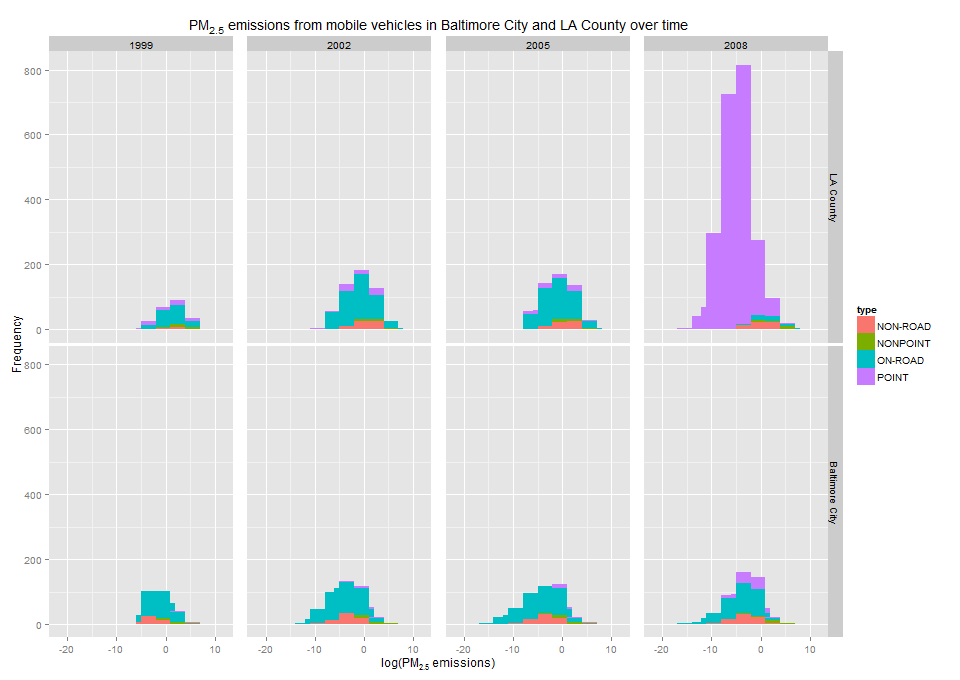 PM2.5 emissions from mobile vehicles in Baltimore City and LA County over time
1999 2002 2005 2008
800
600
400
200
0
LA County
800
600
400
200
0
Baltimore City
Frequency
-20 -10 0 10 -20 -10 0 10 -20 -10 0 10 -20 -10 0 10
log(PM2.5 emissions)
type
NON-ROAD
NONPOINT
ON-ROAD
POINT